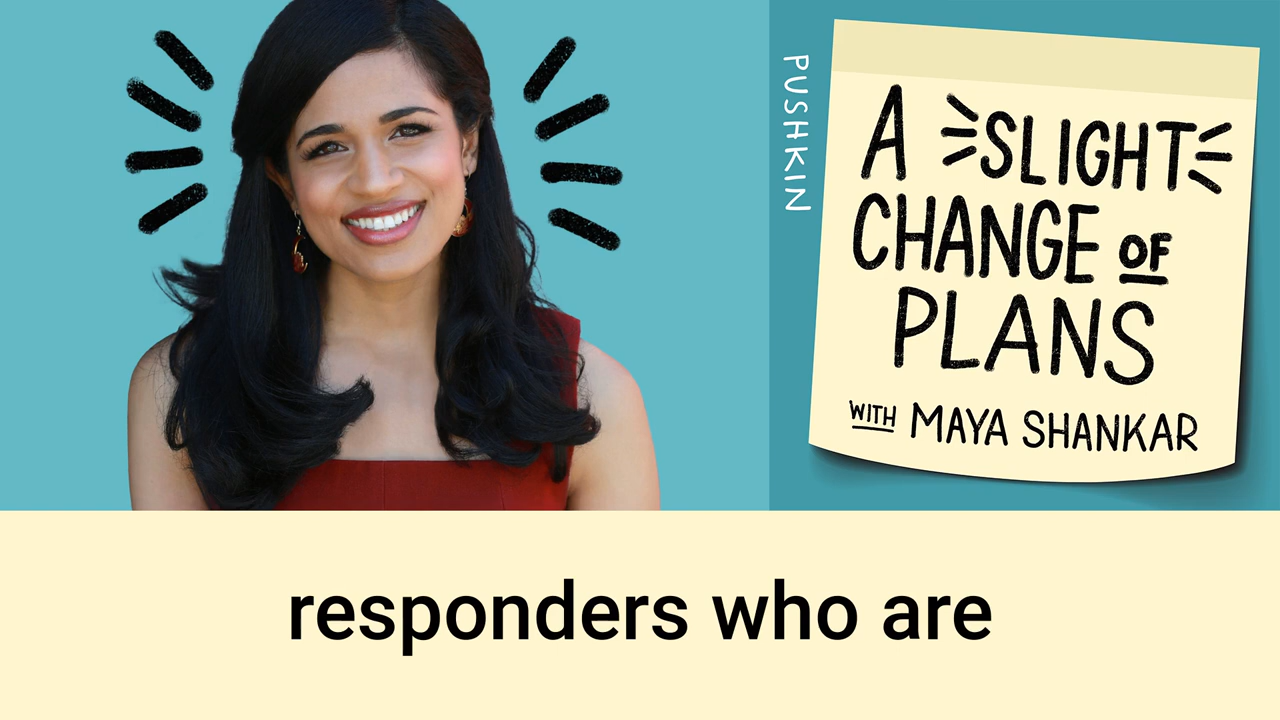 PUSHKIN
A SLIGHT
CHANGE OF
PLANS
WITH MAYA SHANKAR
responders who are